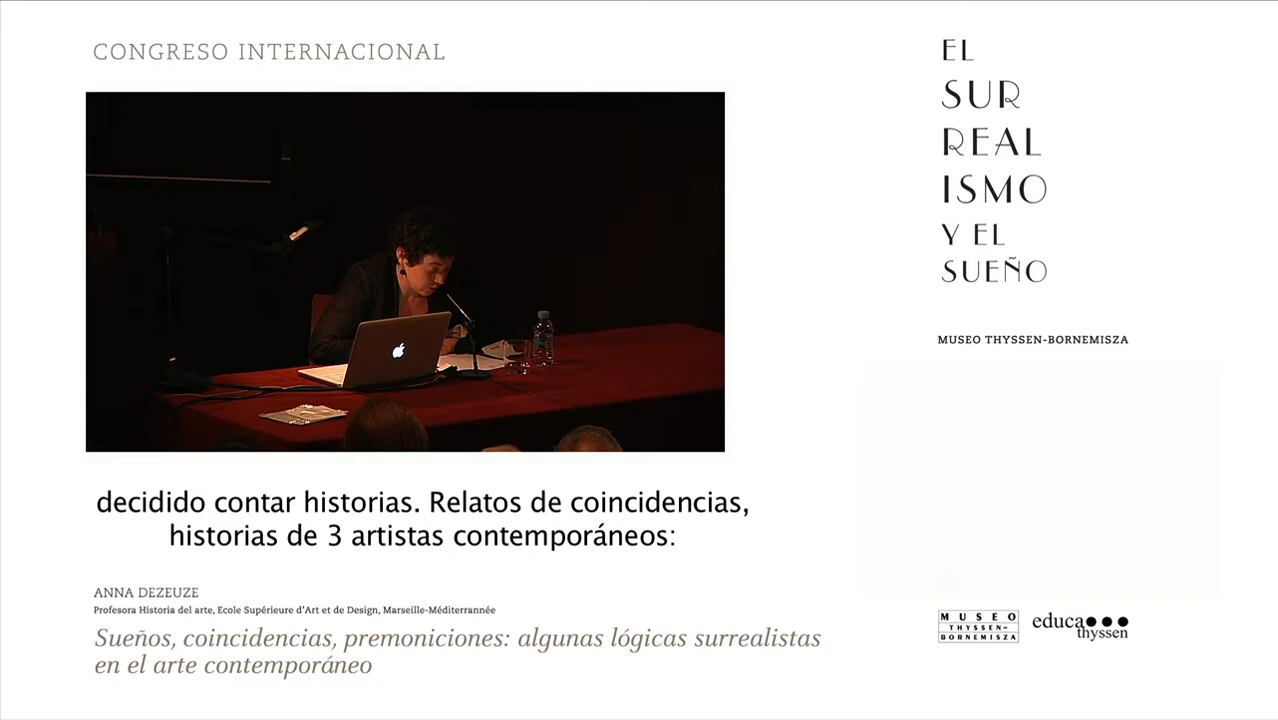 CONGRESO INTERNACIONAL
EL
SUR
REAL
ISMO
Y EL
SUEÑO
MUSEO THYSSEN-BORNEMISZA
decidido contar historias. Relatos de coincidencias,
historias de 3 artistas contemporáneos:
ANNA DEZEUZE
Profesora Historia del arte, Ecole Supérieure d'Art et de Design, Marseille-Méditerrannée
Sueños, coincidencias, premoniciones: algunas lógicas surrealistas
en el arte contemporáneo
MUSEO
THYSSEN-
BORNEMISZA
educa
thyssen